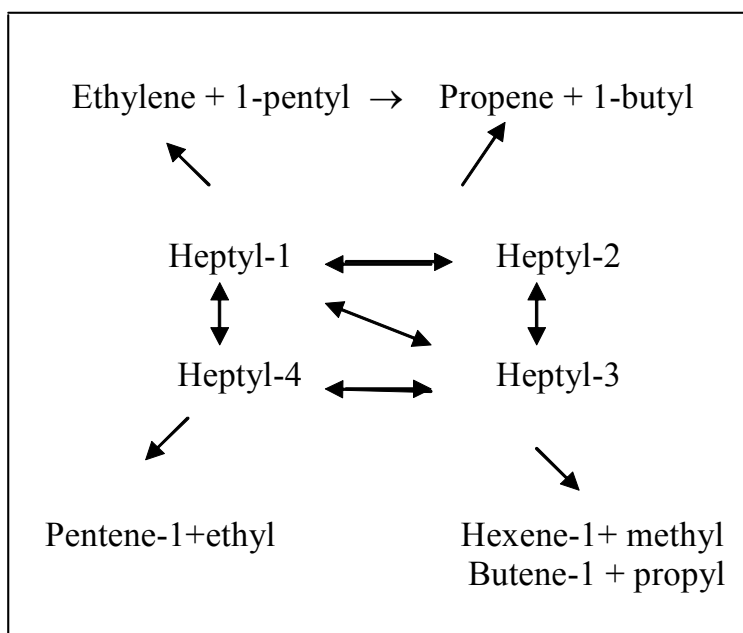 Ethylene + 1-pentyl → Propene + 1-butyl
Heptyl-1 Heptyl-2
Heptyl-4 Heptyl-3
Pentene-1+ethyl Hexene-1+ methyl
Butene-1 + propyl